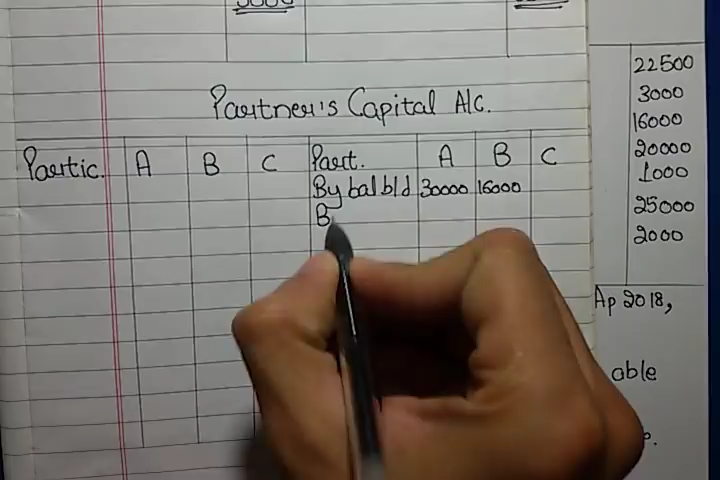 Partner's Capital A/c.
Partic. A B C Part. A B C
By bal b/d 30000 16000
B
22500
3000
16000
20000
1000
25000
2000
Ap 2018,
able